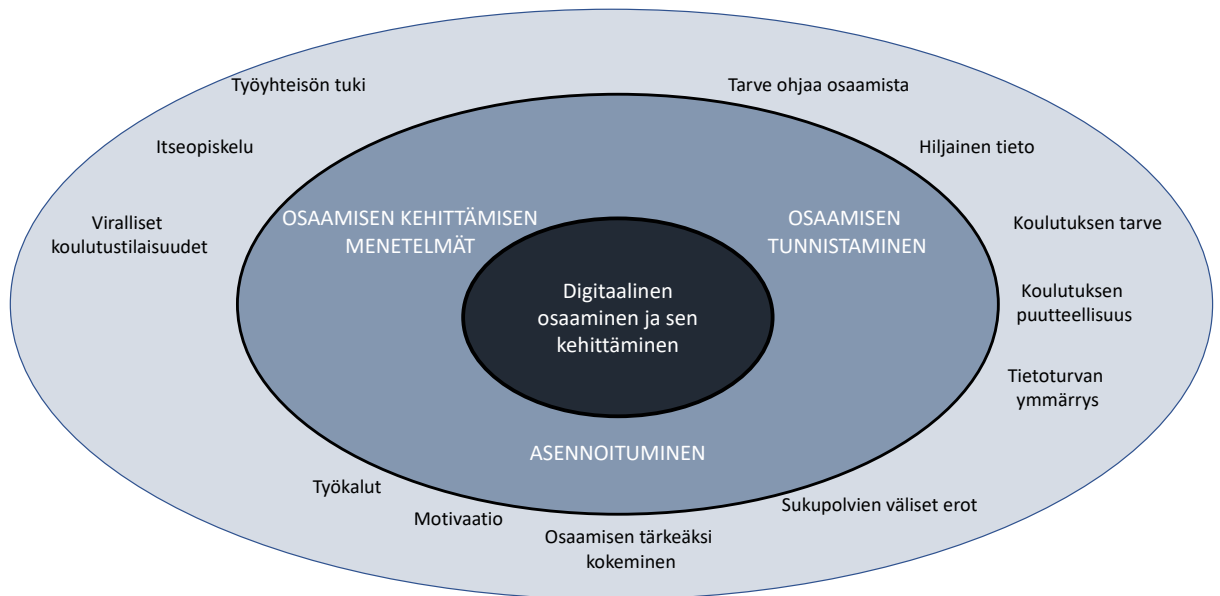 Työyhteisön tuki
Tarve ohjaa osaamista
Itseopiskelu
Hiljainen tieto
Viralliset
koulutustilaisuudet
OSAAMISEN KEHITTÄMISEN
MENETELMÄT
OSAAMISEN
TUNNISTAMINEN
Koulutuksen tarve
Digitaalinen
osaaminen ja sen
kehittäminen
Koulutuksen
puutteellisuus
Tietoturvan
ymmärrys
ASENNOITUMINEN
Työkalut
Motivaatio
Osaamisen tärkeäksi
kokeminen
Sukupolvien väliset erot